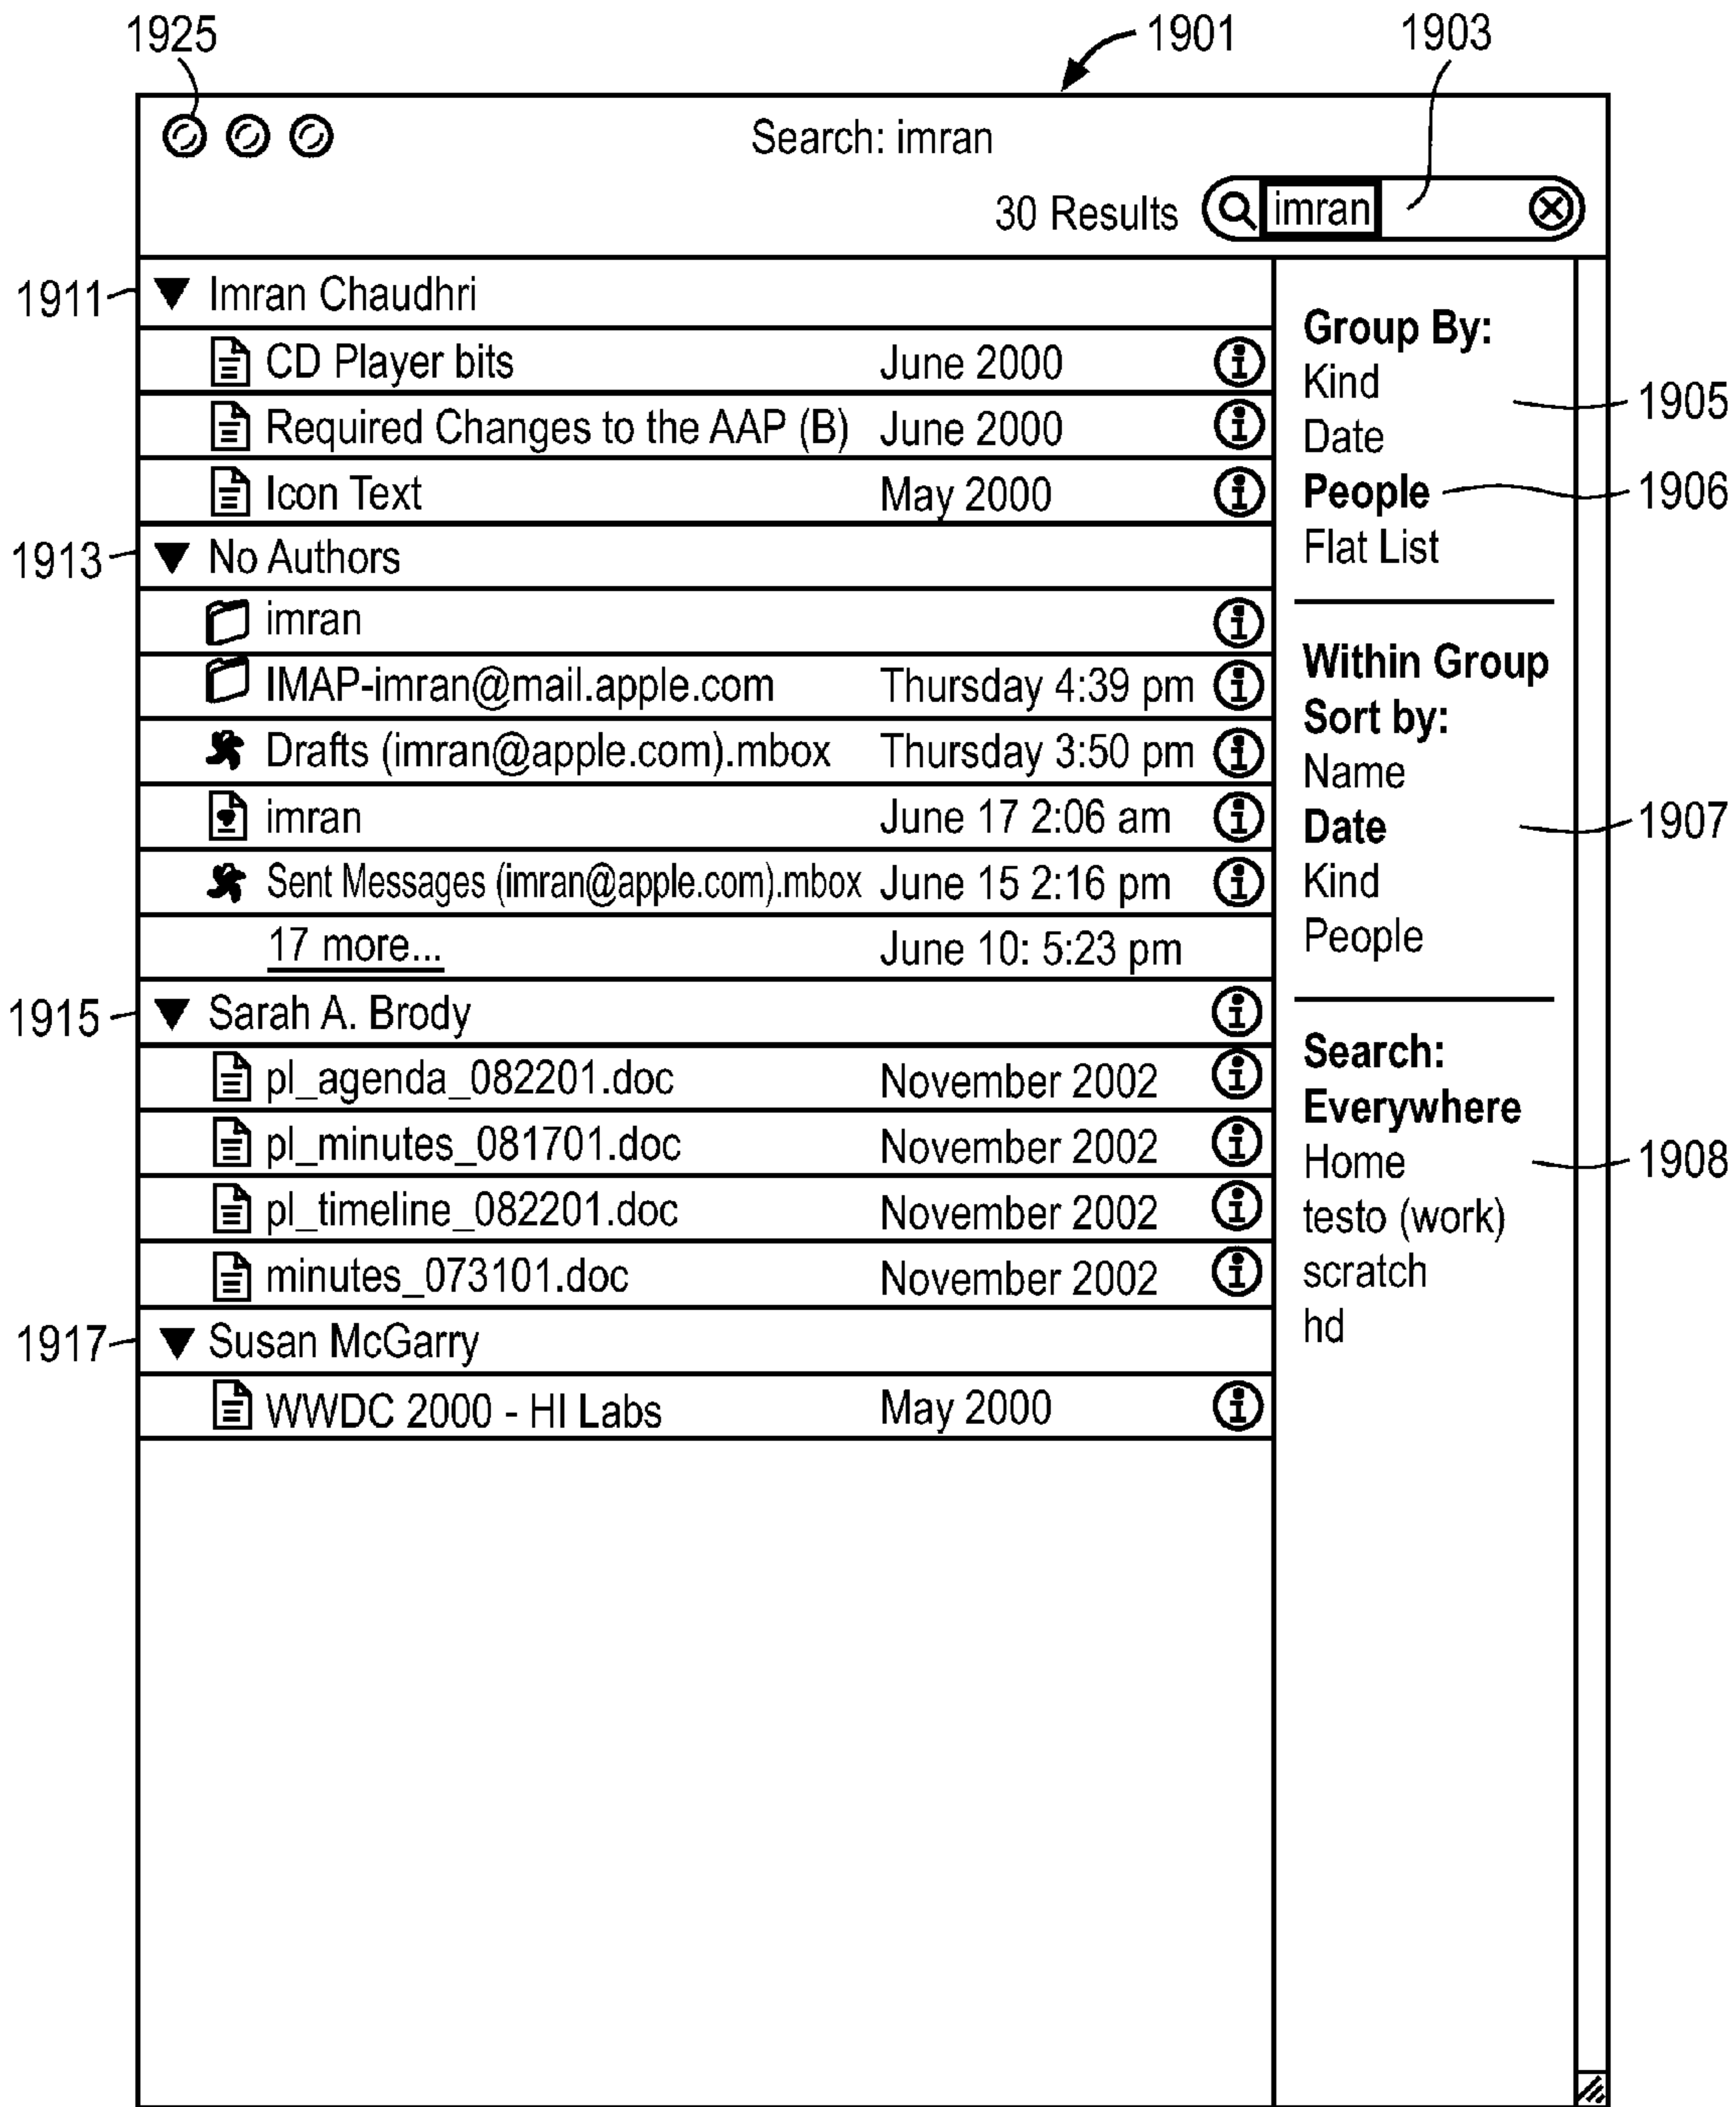 1925
1901
1903
Search: imran
30 Results
imran
1911
Imran Chaudhri
CD Player bits June 2000
Required Changes to the AAP (B) June 2000
Icon Text May 2000
1913
No Authors
imran
IMAP-imran@mail.apple.com Thursday 4:39 pm
Drafts (imran@apple.com).mbox Thursday 3:50 pm
imran June 17 2:06 am
Sent Messages (imran@apple.com).mbox June 15 2:16 pm
17 more... June 10: 5:23 pm
1915
Sarah A. Brody
pl_agenda_082201.doc November 2002
pl_minutes_081701.doc November 2002
pl_timeline_082201.doc November 2002
minutes_073101.doc November 2002
1917
Susan McGarry
WWDC 2000 - HI Labs May 2000
Group By:
Kind
1905
Date
People
1906
Flat List
Within Group
Sort by:
Name
Date
1907
Kind
People
Search:
Everywhere
Home
1908
testo (work)
scratch
hd